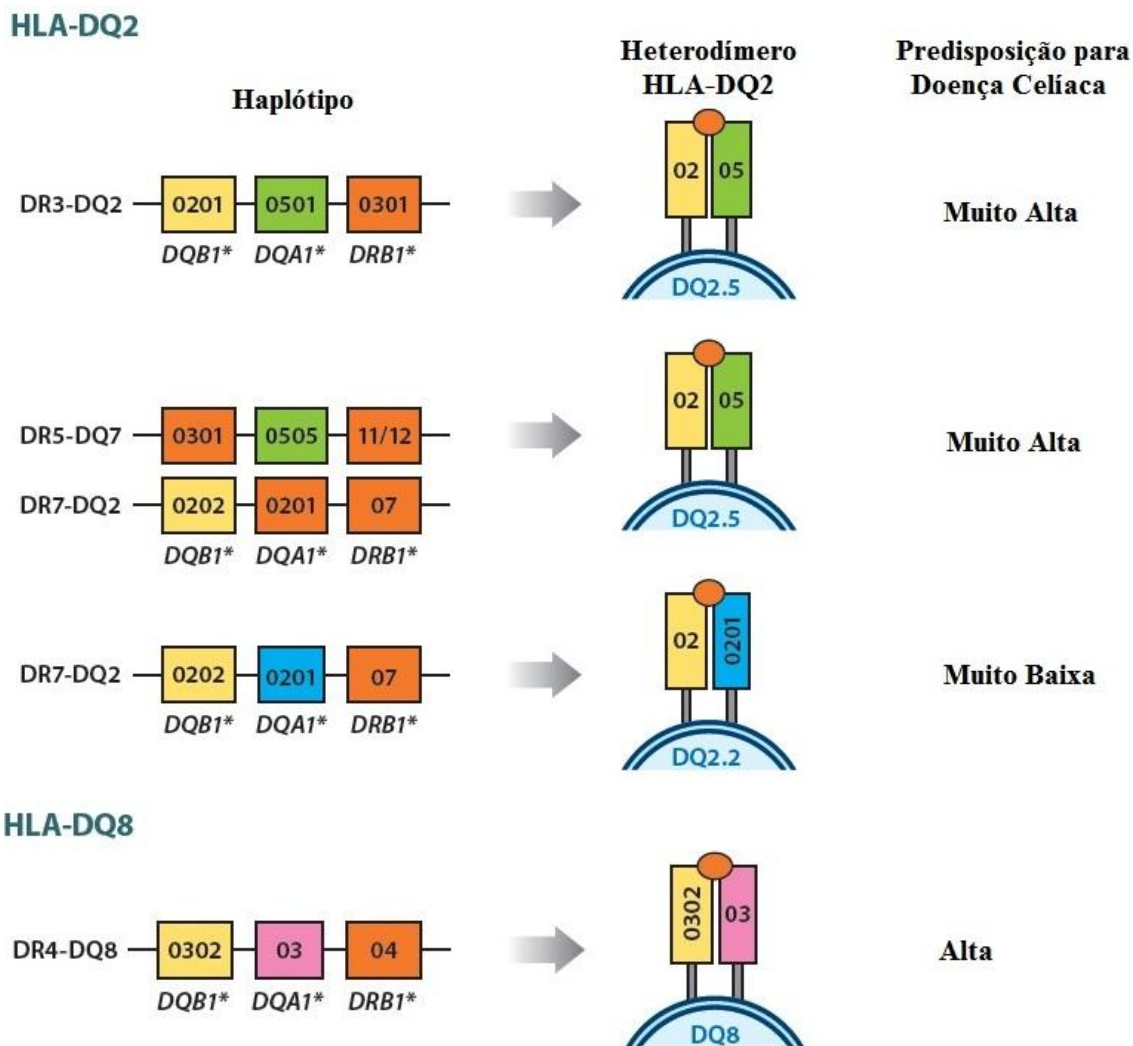 HLA-DQ2
Haplótipo
Heterodímero
HLA-DQ2
Predisposição para
Doença Celíaca
DR3-DQ2 0201 0501 0301
DQB1* DQA1* DRB1*
02 05
DQ2.5
Muito Alta
DR5-DQ7 0301 0505 11/12
DR7-DQ2 0202 0201 07
DQB1* DQA1* DRB1*
02 05
DQ2.5
Muito Alta
DR7-DQ2 0202 0201 07
DQB1* DQA1* DRB1*
02 0201
DQ2.2
Muito Baixa
HLA-DQ8
DR4-DQ8 0302 03 04
DQB1* DQA1* DRB1*
0302 03
DQ8
Alta